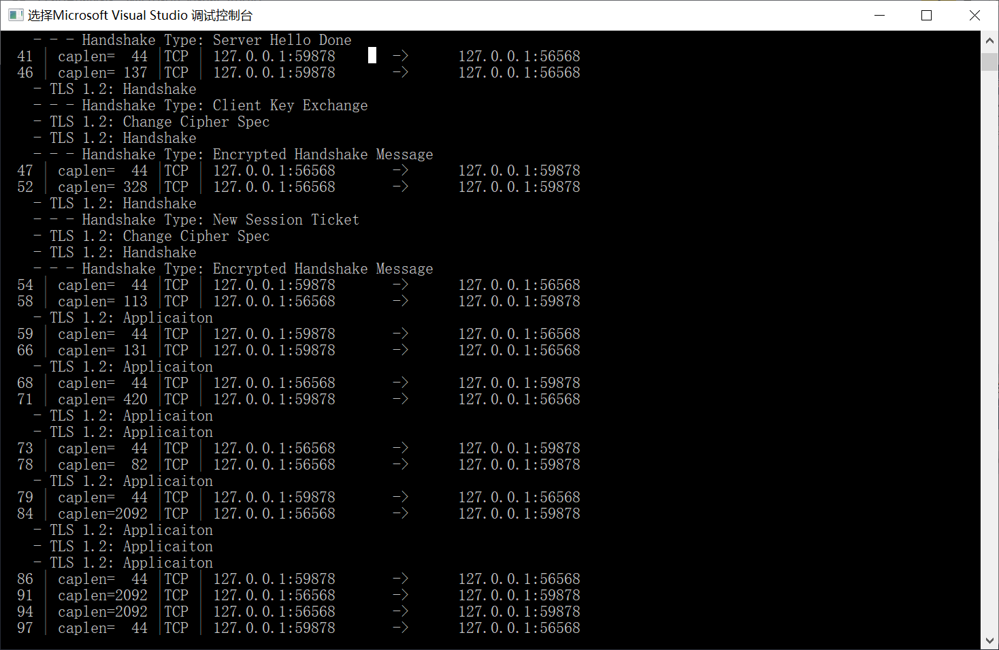 选择Microsoft Visual Studio 调试控制台
- - - Handshake Type: Server Hello Done
41 | caplen=  44 |TCP | 127.0.0.1:59878 -> 127.0.0.1:56568
46 | caplen= 137 |TCP | 127.0.0.1:59878 -> 127.0.0.1:56568
- TLS 1.2: Handshake
- - - Handshake Type: Client Key Exchange
- TLS 1.2: Change Cipher Spec
- TLS 1.2: Handshake
- - - Handshake Type: Encrypted Handshake Message
47 | caplen=  44 |TCP | 127.0.0.1:56568 -> 127.0.0.1:59878
52 | caplen= 328 |TCP | 127.0.0.1:56568 -> 127.0.0.1:59878
- TLS 1.2: Handshake
- - - Handshake Type: New Session Ticket
- TLS 1.2: Change Cipher Spec
- TLS 1.2: Handshake
- - - Handshake Type: Encrypted Handshake Message
54 | caplen=  44 |TCP | 127.0.0.1:59878 -> 127.0.0.1:56568
58 | caplen= 113 |TCP | 127.0.0.1:56568 -> 127.0.0.1:59878
- TLS 1.2: Applicaiton
59 | caplen=  44 |TCP | 127.0.0.1:59878 -> 127.0.0.1:56568
66 | caplen= 131 |TCP | 127.0.0.1:59878 -> 127.0.0.1:56568
- TLS 1.2: Applicaiton
68 | caplen=  44 |TCP | 127.0.0.1:56568 -> 127.0.0.1:59878
71 | caplen= 420 |TCP | 127.0.0.1:59878 -> 127.0.0.1:56568
- TLS 1.2: Applicaiton
- TLS 1.2: Applicaiton
73 | caplen=  44 |TCP | 127.0.0.1:56568 -> 127.0.0.1:59878
78 | caplen=  82 |TCP | 127.0.0.1:56568 -> 127.0.0.1:59878
- TLS 1.2: Applicaiton
79 | caplen=  44 |TCP | 127.0.0.1:59878 -> 127.0.0.1:56568
84 | caplen=2092 |TCP | 127.0.0.1:56568 -> 127.0.0.1:59878
- TLS 1.2: Applicaiton
- TLS 1.2: Applicaiton
- TLS 1.2: Applicaiton
86 | caplen=  44 |TCP | 127.0.0.1:59878 -> 127.0.0.1:56568
91 | caplen=2092 |TCP | 127.0.0.1:56568 -> 127.0.0.1:59878
94 | caplen=2092 |TCP | 127.0.0.1:56568 -> 127.0.0.1:59878
97 | caplen=  44 |TCP | 127.0.0.1:59878 -> 127.0.0.1:56568